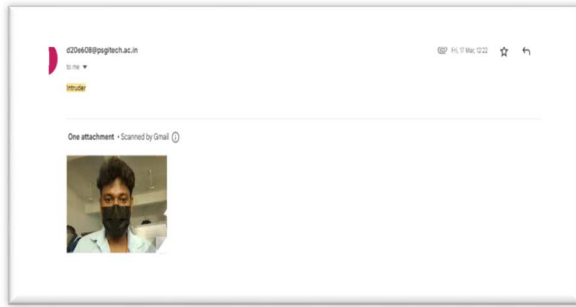 d20e608@psgitech.ac.in
Fri, 17 Mar, 12:22
to me
Intruder
One attachment • Scanned by Gmail